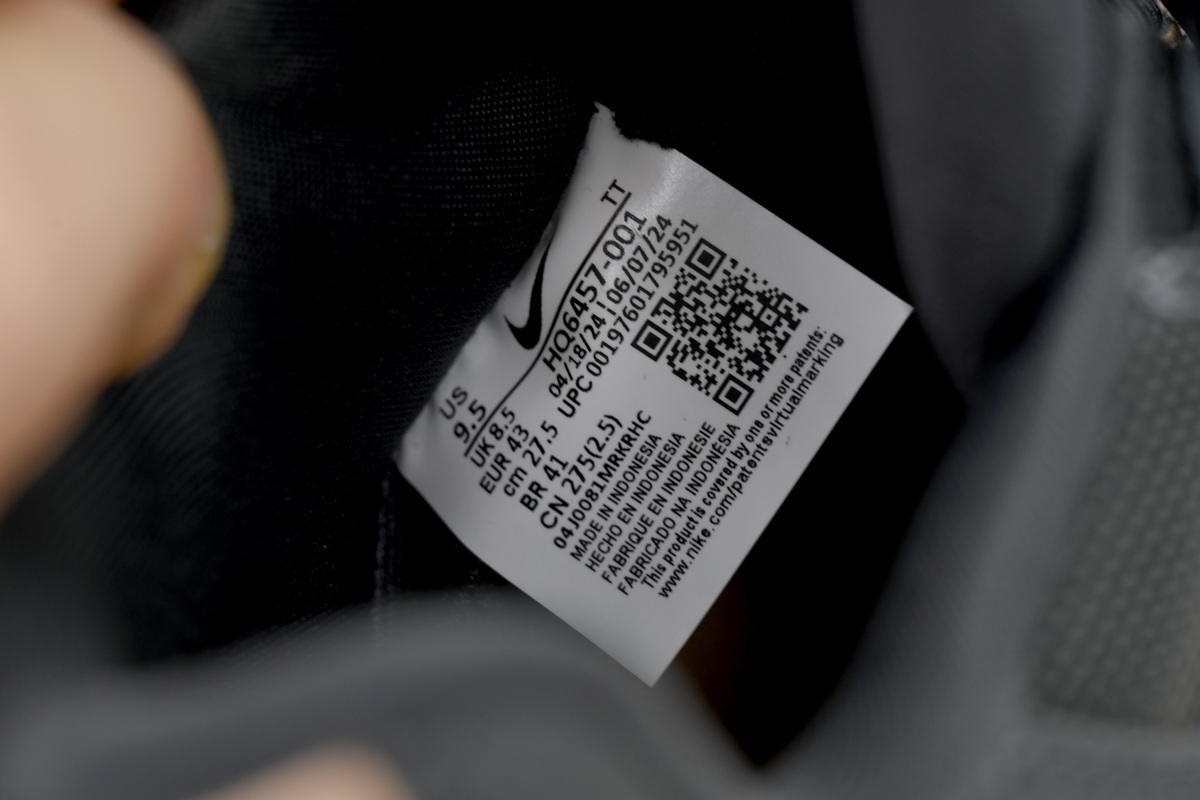 TT
US
9.5
HQ6457-001
UK 8.5
04/18/24 | 06/07/24
EUR 43
UPC 00197601795951
cm 27.5
BR 41
CN 275(2.5)
04J0081MRKRHC
MADE IN INDONESIA
HECHO EN INDONESIA
FABRIQUE EN INDONESIE
FABRICADO NA INDONÉSIA
This product is covered by one or more patents:
www.nike.com/patentsvirtualmarking